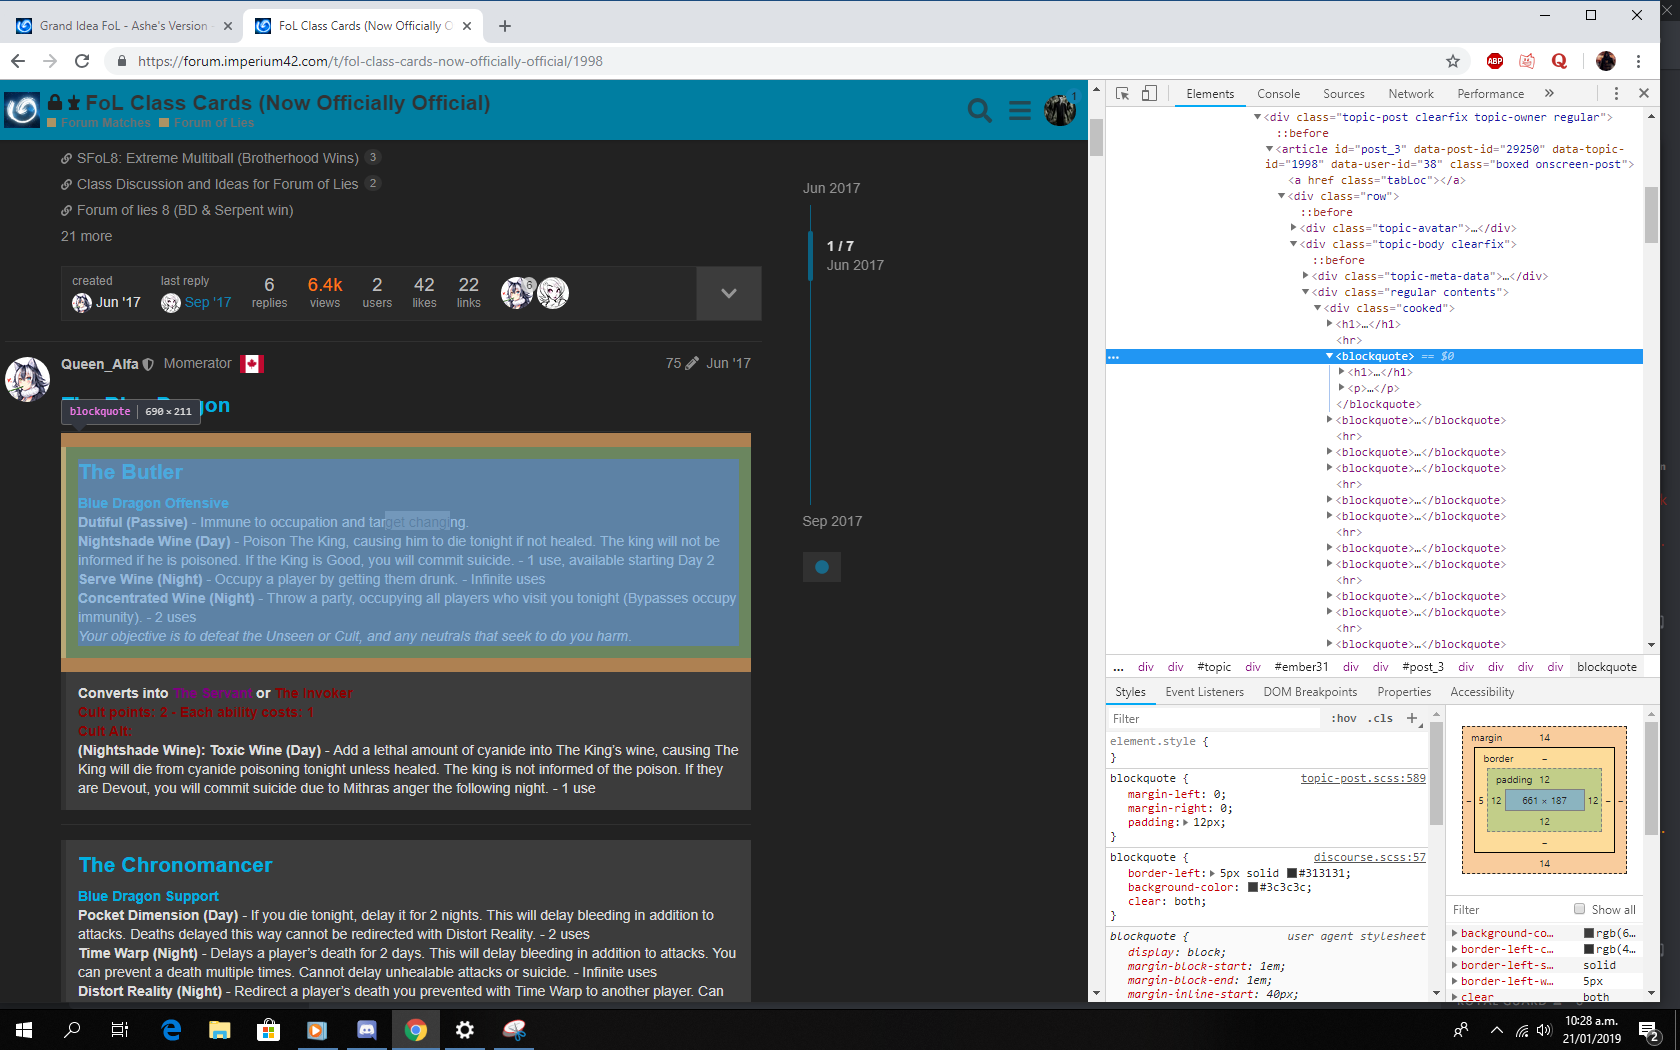 Grand Idea FoL - Ashe's Version -
FoL Class Cards (Now Officially O
https://forum.imperium42.com/t/fol-class-cards-now-officially-official/1998
ABP
Q
FoL Class Cards (Now Officially Official)
Forum Matches Forum of Lies
1
SFoL8: Extreme Multiball (Brotherhood Wins) 3
Class Discussion and Ideas for Forum of Lies 2
Forum of lies 8 (BD & Serpent win)
21 more
created
Jun '17
last reply
Sep '17
6
replies
6.4k
views
2
users
42
likes
22
links
6
Jun 2017
1 / 7
Jun 2017
Sep 2017
Queen_Alfa Momerator
75 Jun '17
blockquote 690 × 211
The Butler
Blue Dragon Offensive
Dutiful (Passive) - Immune to occupation and target changing.
Nightshade Wine (Day) - Poison The King, causing him to die tonight if not healed. The king will not be
informed if he is poisoned. If the King is Good, you will commit suicide. - 1 use, available starting Day 2
Serve Wine (Night) - Occupy a player by getting them drunk. - Infinite uses
Concentrated Wine (Night) - Throw a party, occupying all players who visit you tonight (Bypasses occupy
immunity). - 2 uses
Your objective is to defeat the Unseen or Cult, and any neutrals that seek to do you harm.
Converts into The Servant or The Invoker
Cult points: 2 - Each ability costs: 1
Cult Alt:
(Nightshade Wine): Toxic Wine (Day) - Add a lethal amount of cyanide into The King's wine, causing The
King will die from cyanide poisoning tonight unless healed. The king is not informed of the poison. If they
are Devout, you will commit suicide due to Mithras anger the following night. - 1 use
The Chronomancer
Blue Dragon Support
Pocket Dimension (Day) - If you die tonight, delay it for 2 nights. This will delay bleeding in addition to
attacks. Deaths delayed this way cannot be redirected with Distort Reality. - 2 uses
Time Warp (Night) - Delays a player's death for 2 days. This will delay bleeding in addition to attacks. You
can prevent a death multiple times. Cannot delay unhealable attacks or suicide. - Infinite uses
Distort Reality (Night) - Redirect a player's death you prevented with Time Warp to another player. Can
Elements Console Sources Network Performance »
<div class="topic-post clearfix topic-owner regular">
::before
<article id="post_3" data-post-id="29250" data-topic-
id="1998" data-user-id="38" class="boxed onscreen-post">
<a href class="tabLoc"></a>
<div class="row">
::before
<div class="topic-avatar">…</div>
<div class="topic-body clearfix">
::before
<div class="topic-meta-data">…</div>
<div class="regular contents">
<div class="cooked">
<h1>…</h1>
<hr>
<blockquote> == $0
<h1>…</h1>
<p>…</p>
</blockquote>
<blockquote>…</blockquote>
<hr>
<blockquote>…</blockquote>
<blockquote>…</blockquote>
<hr>
<blockquote>…</blockquote>
<blockquote>…</blockquote>
<hr>
<blockquote>…</blockquote>
<blockquote>…</blockquote>
<hr>
<blockquote>…</blockquote>
<blockquote>…</blockquote>
<hr>
<blockquote>…</blockquote>
... div div #topic div #ember31 div div #post_3 div div div div blockquote
Styles Event Listeners DOM Breakpoints Properties Accessibility
Filter :hov .cls +
element.style {
}
blockquote { topic-post.scss:589
margin-left: 0;
margin-right: 0;
padding: 12px;
}
blockquote { discourse.scss:57
border-left: 5px solid #313131;
background-color: #3c3c3c;
clear: both;
}
blockquote { user agent stylesheet
display: block;
margin-block-start: 1em;
margin-block-end: 1em;
margin-inline-start: 40px;
margin 14
border –
padding 12
– 5 12 661 × 187 12 – –
12
–
14
Filter Show all
background-co… rgb(6…
border-left-c… rgb(4…
border-left-s… solid
border-left-w… 5px
clear both
10:28 a.m.
21/01/2019
2